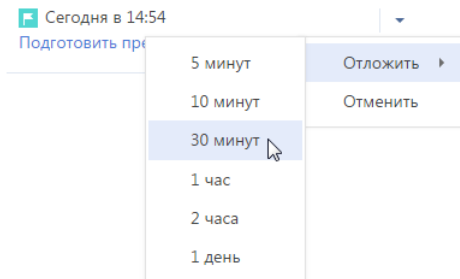 Сегодня в 14:54
Подготовить пре
5 минут
10 минут
30 минут
1 час
2 часа
1 день
Отложить
Отменить